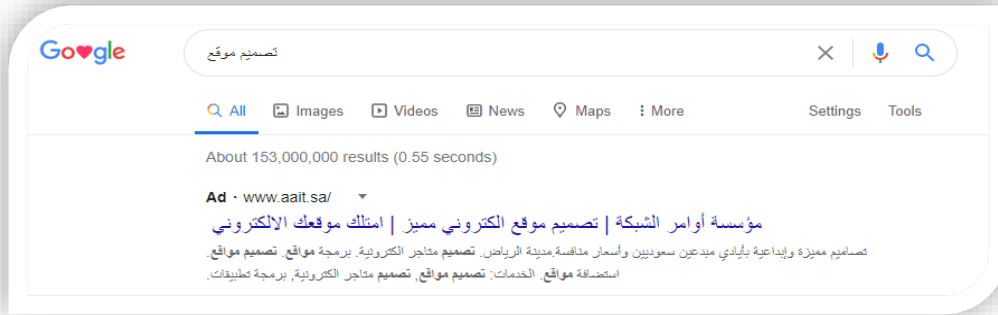 Google
تصميم موقع
All Images Videos News Maps More Settings Tools
About 153,000,000 results (0.55 seconds)
Ad · www.aait.sa/
مؤسسة أوامر الشبكة | تصميم موقع الكتروني مميز | امتلك موقعك الالكتروني
تصاميم مميزة وإبداعية بأيادي مبدعين سعوديين وأسعار منافسة.مدينة الرياض. تصميم متاجر الكترونية. برمجة مواقع. تصميم مواقع.
استضافة مواقع. الخدمات: تصميم مواقع, تصميم متاجر الكترونية, برمجة تطبيقات.